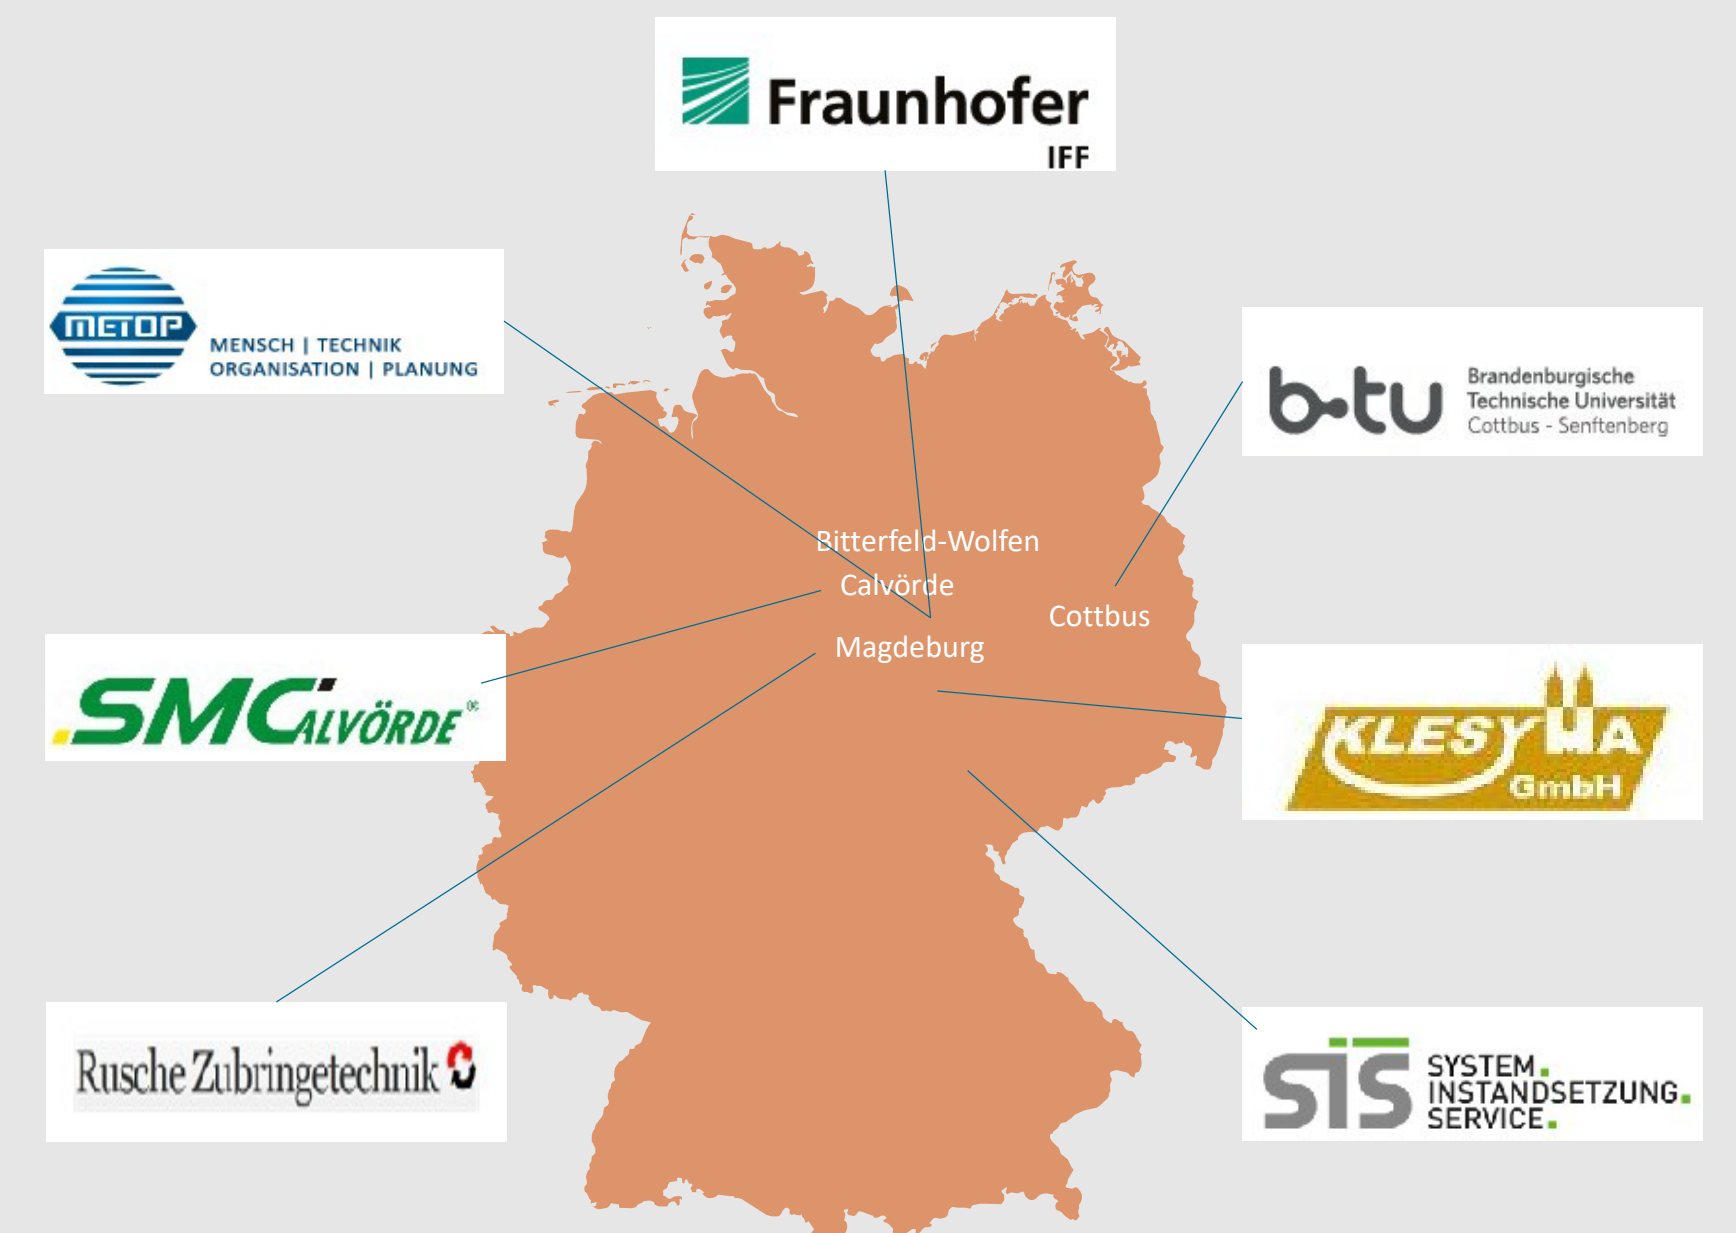 Fraunhofer
IFF
METOP
MENSCH | TECHNIK
ORGANISATION | PLANUNG
b-tu
Brandenburgische
Technische Universität
Cottbus - Senftenberg
Bitterfeld-Wolfen
Calvörde
Cottbus
Magdeburg
SMCALVÖRDE®
KLESYMA
GmbH
Rusche Zubringetechnik
SIS
SYSTEM.
INSTANDSETZUNG.
SERVICE.